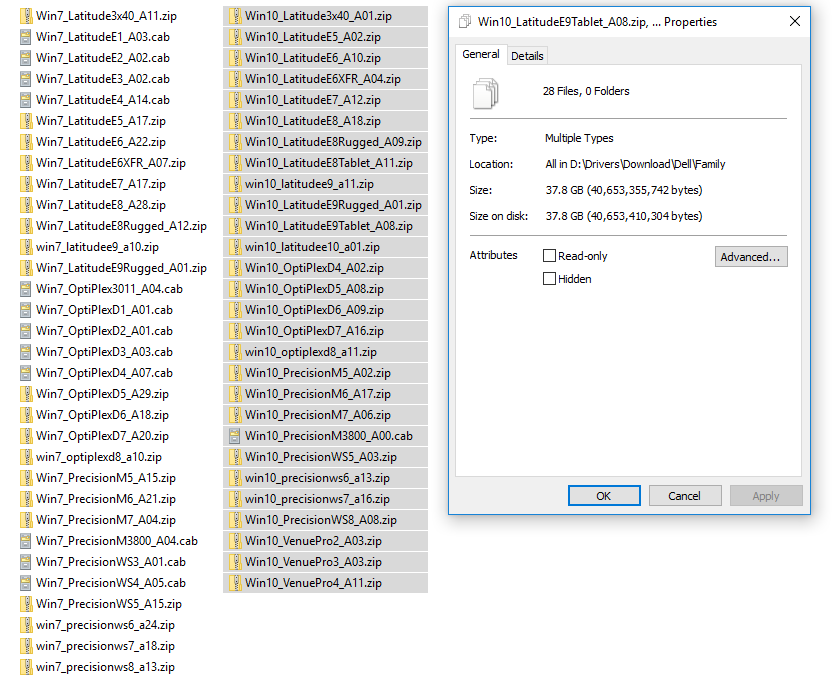 Win7_Latitude3x40_A11.zip
Win7_LatitudeE1_A03.cab
Win7_LatitudeE2_A02.cab
Win7_LatitudeE3_A02.cab
Win7_LatitudeE4_A14.cab
Win7_LatitudeE5_A17.zip
Win7_LatitudeE6_A22.zip
Win7_LatitudeE6XFR_A07.zip
Win7_LatitudeE7_A17.zip
Win7_LatitudeE8_A28.zip
Win7_LatitudeE8Rugged_A12.zip
win7_latitudee9_a10.zip
Win7_LatitudeE9Rugged_A01.zip
Win7_OptiPlex3011_A04.cab
Win7_OptiPlexD1_A01.cab
Win7_OptiPlexD2_A01.cab
Win7_OptiPlexD3_A03.cab
Win7_OptiPlexD4_A07.cab
Win7_OptiPlexD5_A29.zip
Win7_OptiPlexD6_A18.zip
Win7_OptiPlexD7_A20.zip
win7_optiplexd8_a10.zip
Win7_PrecisionM5_A15.zip
Win7_PrecisionM6_A21.zip
Win7_PrecisionM7_A04.zip
Win7_PrecisionM3800_A04.cab
Win7_PrecisionWS3_A01.cab
Win7_PrecisionWS4_A05.cab
Win7_PrecisionWS5_A15.zip
win7_precisionws6_a24.zip
win7_precisionws7_a18.zip
win7_precisionws8_a13.zip
Win10_Latitude3x40_A01.zip
Win10_LatitudeE5_A02.zip
Win10_LatitudeE6_A10.zip
Win10_LatitudeE6XFR_A04.zip
Win10_LatitudeE7_A12.zip
Win10_LatitudeE8_A18.zip
Win10_LatitudeE8Rugged_A09.zip
Win10_LatitudeE8Tablet_A11.zip
win10_latitudee9_a11.zip
Win10_LatitudeE9Rugged_A01.zip
Win10_LatitudeE9Tablet_A08.zip
win10_latitudee10_a01.zip
Win10_OptiPlexD4_A02.zip
Win10_OptiPlexD5_A08.zip
Win10_OptiPlexD6_A09.zip
Win10_OptiPlexD7_A16.zip
win10_optiplexd8_a11.zip
Win10_PrecisionM5_A02.zip
Win10_PrecisionM6_A17.zip
Win10_PrecisionM7_A06.zip
Win10_PrecisionM3800_A00.cab
Win10_PrecisionWS5_A03.zip
win10_precisionws6_a13.zip
win10_precisionws7_a16.zip
Win10_PrecisionWS8_A08.zip
Win10_VenuePro2_A03.zip
Win10_VenuePro3_A03.zip
Win10_VenuePro4_A11.zip
Win10_LatitudeE9Tablet_A08.zip, ... Properties
General Details
28 Files, 0 Folders
Type: Multiple Types
Location: All in D:\Drivers\Download\Dell\Family
Size: 37.8 GB (40,653,355,742 bytes)
Size on disk: 37.8 GB (40,653,410,304 bytes)
Attributes Read-only Advanced...
Hidden
OK Cancel Apply